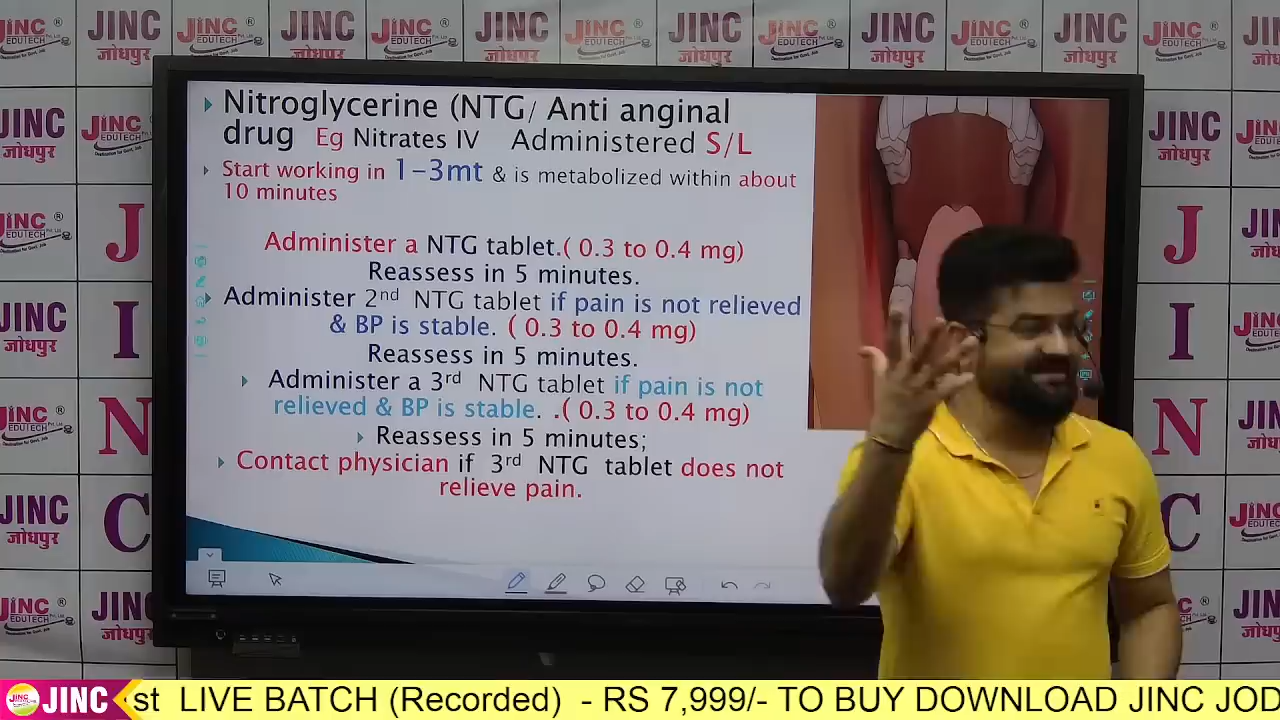 Nitroglycerine (NTG/ Anti anginal
drug Eg Nitrates IV Administered S/L
Start working in 1-3mt & is metabolized within about
10 minutes
Administer a NTG tablet.( 0.3 to 0.4 mg)
Reassess in 5 minutes.
Administer 2nd NTG tablet if pain is not relieved
& BP is stable. ( 0.3 to 0.4 mg)
Reassess in 5 minutes.
Administer a 3rd NTG tablet if pain is not
relieved & BP is stable. .( 0.3 to 0.4 mg)
Reassess in 5 minutes;
Contact physician if 3rd NTG tablet does not
relieve pain.
JINC
जोधपुर
JINC
EDUTECH
J
I
N
C
J
I
N
C
JINC st LIVE BATCH (Recorded) - RS 7,999/- TO BUY DOWNLOAD JINC JOD